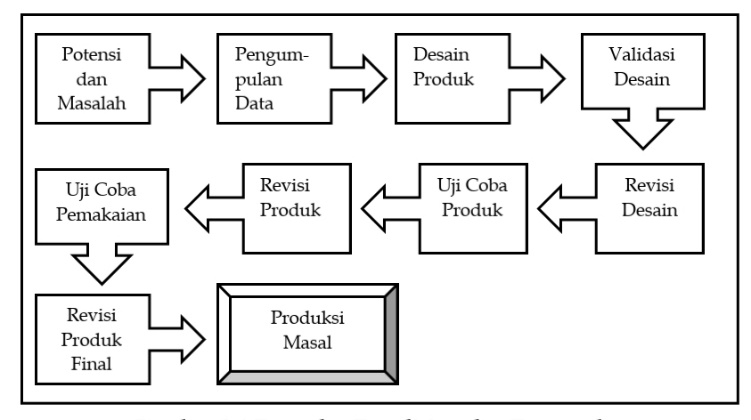 Potensi
dan
Masalah
Pengum-
pulan
Data
Desain
Produk
Validasi
Desain
Revisi
Desain
Uji Coba
Produk
Revisi
Produk
Uji Coba
Pemakaian
Revisi
Produk
Final
Produksi
Masal